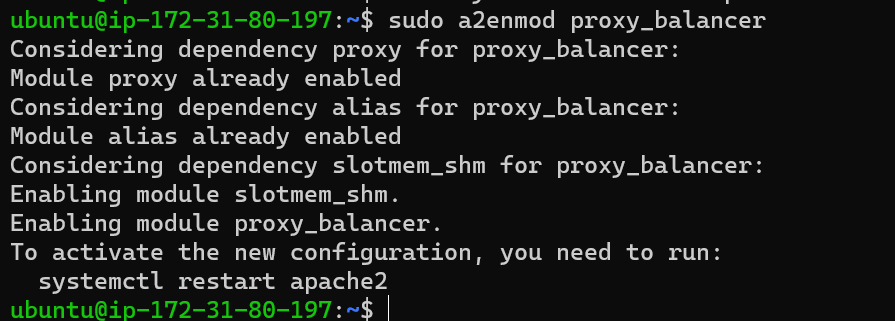 ubuntu@ip-172-31-80-197:~$ sudo a2enmod proxy_balancer
Considering dependency proxy for proxy_balancer:
Module proxy already enabled
Considering dependency alias for proxy_balancer:
Module alias already enabled
Considering dependency slotmem_shm for proxy_balancer:
Enabling module slotmem_shm.
Enabling module proxy_balancer.
To activate the new configuration, you need to run:
  systemctl restart apache2
ubuntu@ip-172-31-80-197:~$